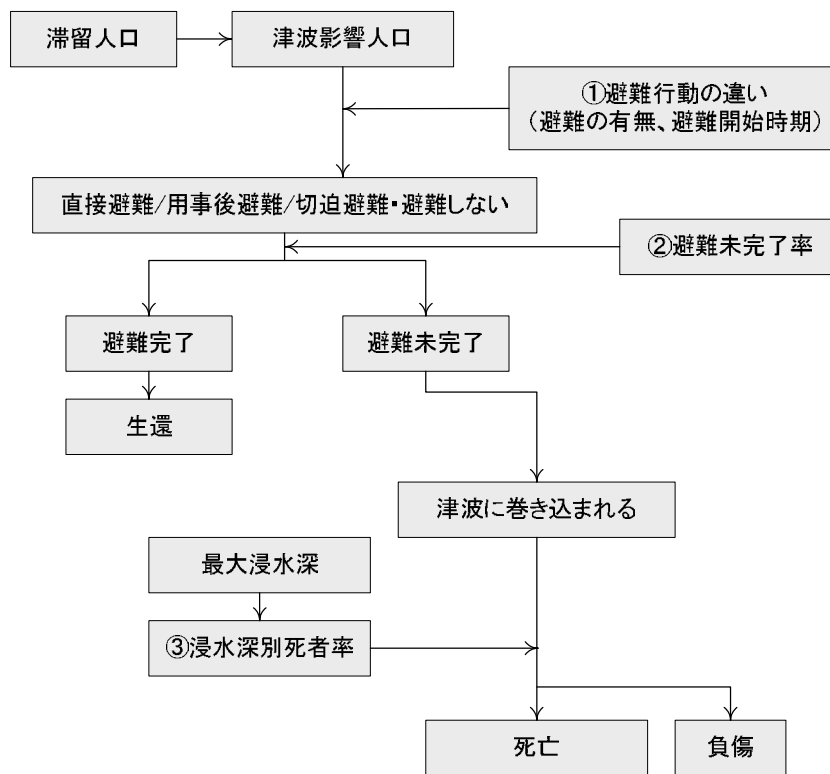 滞留人口
津波影響人口
①避難行動の違い
（避難の有無、避難開始時期）
直接避難/用事後避難/切迫避難・避難しない
②避難未完了率
避難完了
避難未完了
生還
津波に巻き込まれる
最大浸水深
③浸水深別死者率
死亡
負傷